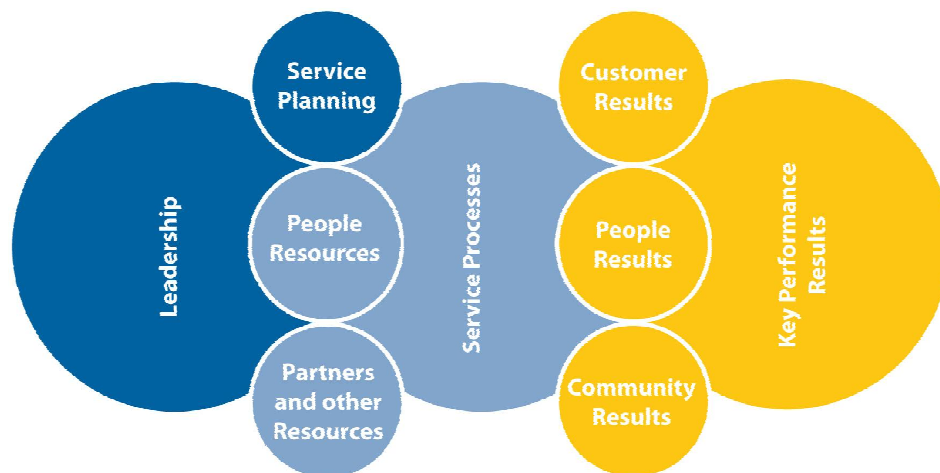 Leadership
Service
Planning
People
Resources
Partners
and other
Resources
Service Processes
Customer
Results
People
Results
Community
Results
Key Performance
Results